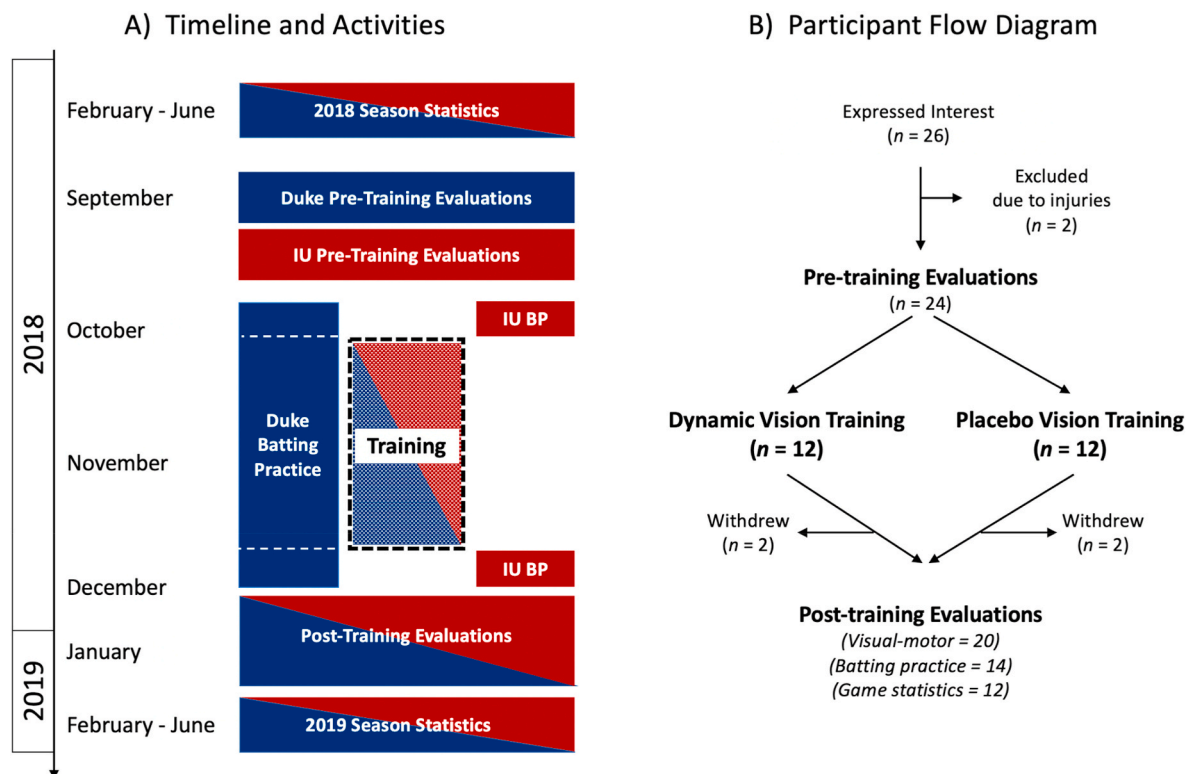 A) Timeline and Activities
2018
2019
February - June
2018 Season Statistics
September
Duke Pre-Training Evaluations
IU Pre-Training Evaluations
October
IU BP
Duke
Batting
Practice
Training
November
IU BP
December
Post-Training Evaluations
January
February - June
2019 Season Statistics
B) Participant Flow Diagram
Expressed Interest
(n = 26)
Excluded
due to injuries
(n = 2)
Pre-training Evaluations
(n = 24)
Dynamic Vision Training
(n = 12)
Placebo Vision Training
(n = 12)
Withdrew
(n = 2)
Withdrew
(n = 2)
Post-training Evaluations
(Visual-motor = 20)
(Batting practice = 14)
(Game statistics = 12)